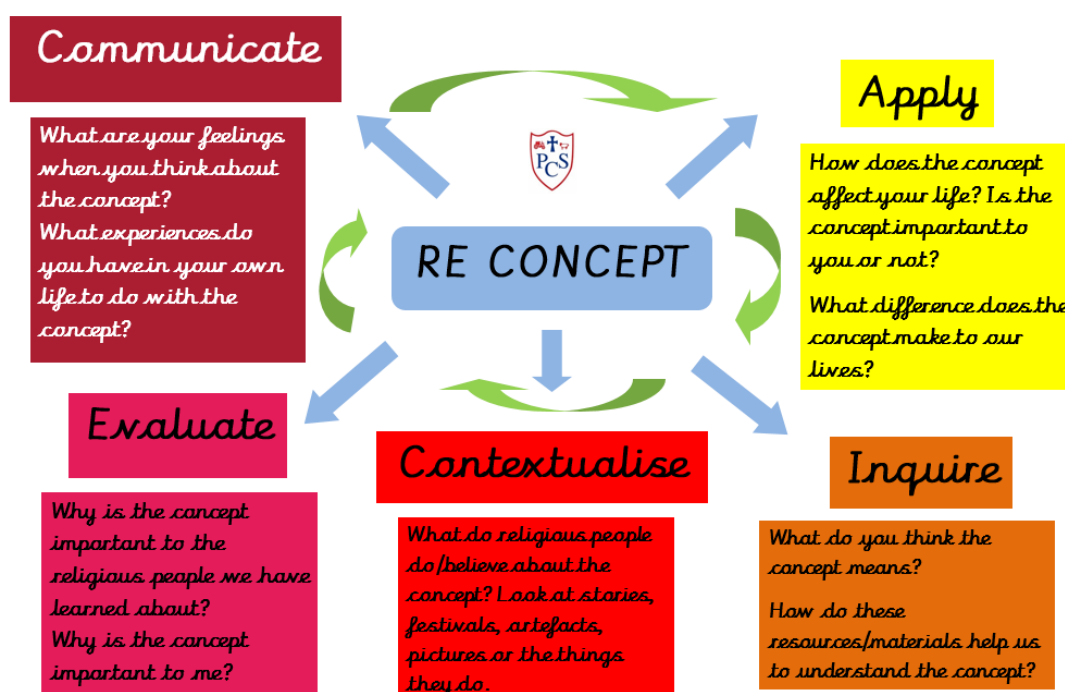 Communicate
What are your feelings
when you think about
the concept?
What experiences do
you have in your own
life to do with the
concept?
Apply
How does the concept
affect your life? Is the
concept important to
you or not?
What difference does the
concept make to our
lives?
PCS
RE CONCEPT
Evaluate
Why is the concept
important to the
religious people we have
learned about?
Why is the concept
important to me?
Contextualise
What do religious people
do/believe about the
concept? Look at stories,
festivals, artefacts,
pictures or the things
they do.
Inquire
What do you think the
concept means?
How do these
resources/materials help us
to understand the concept?